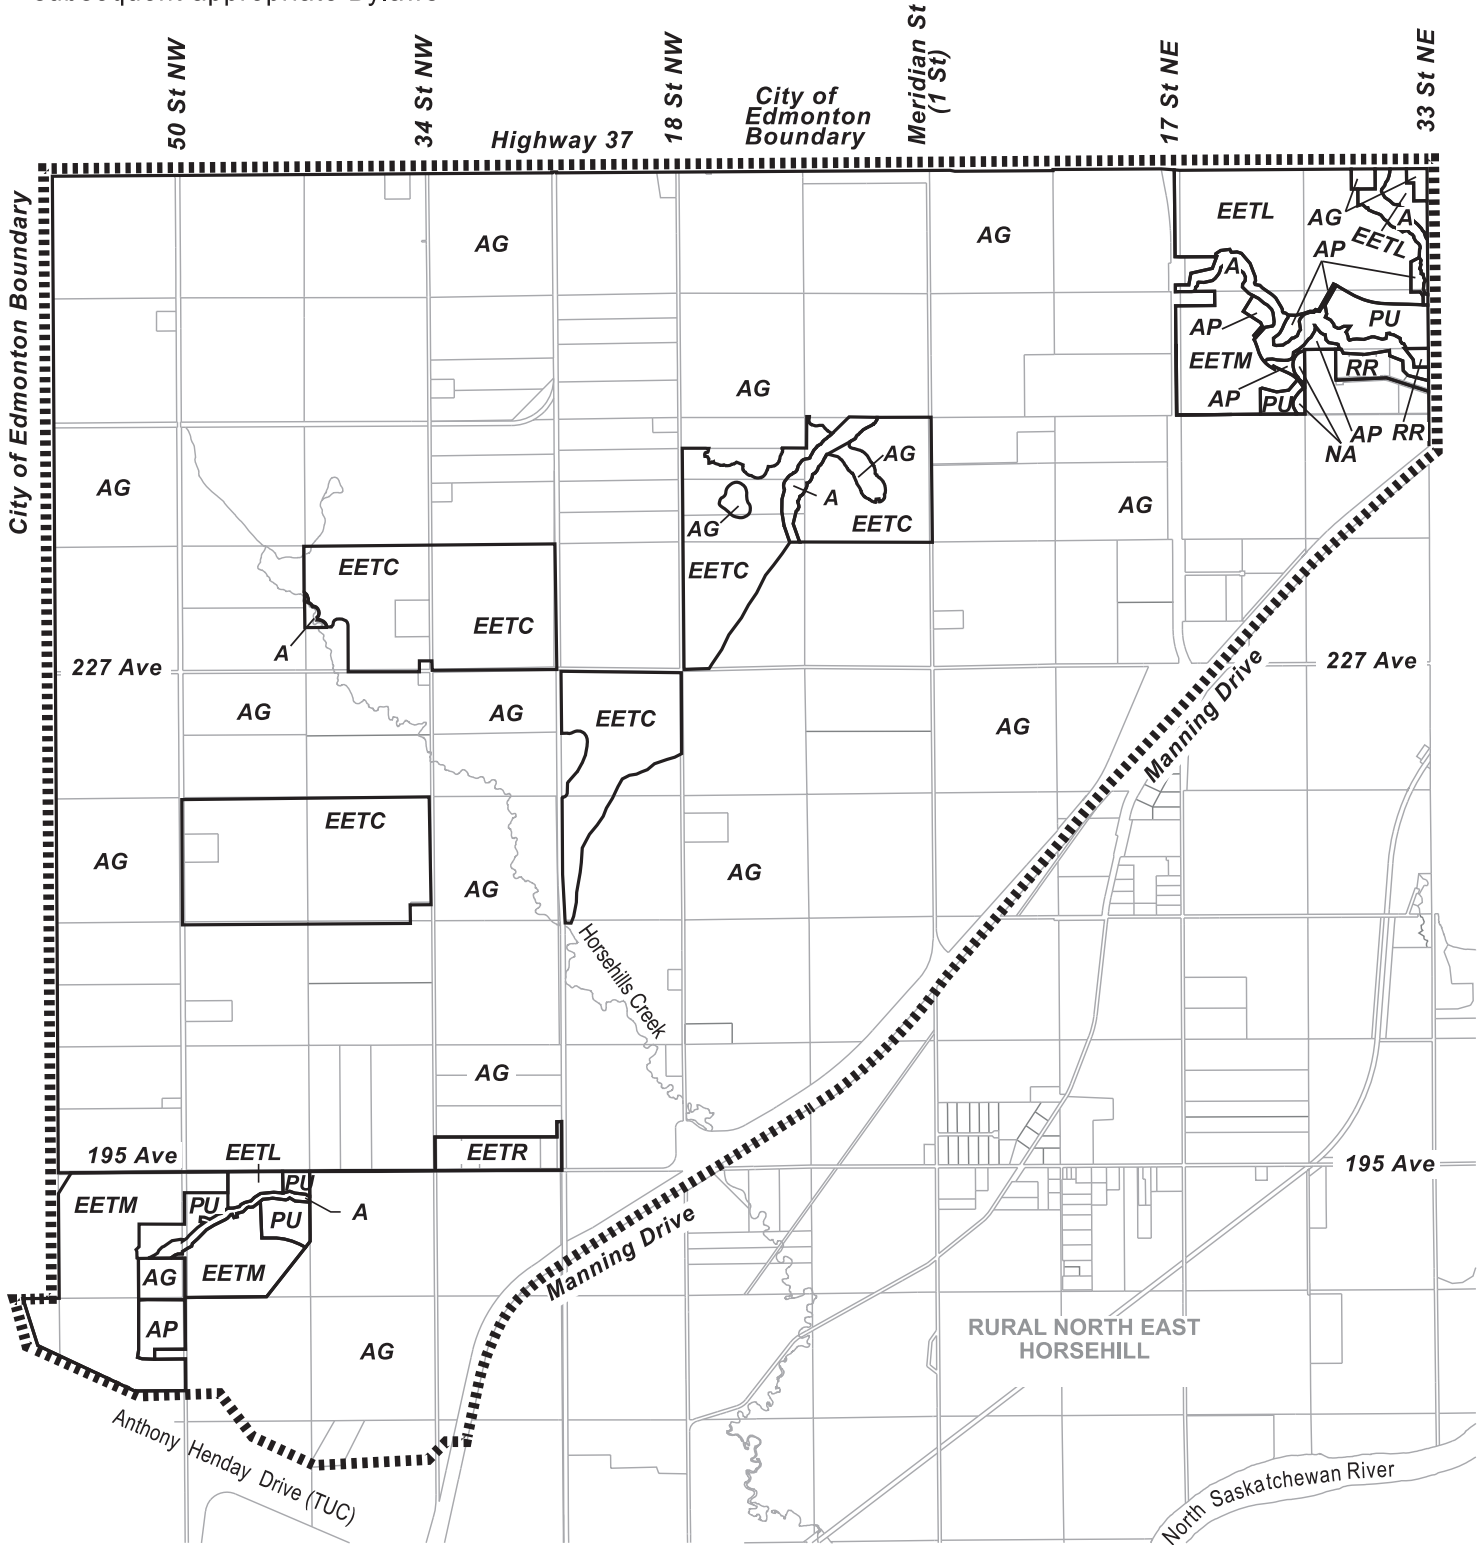 50 St NW
34 St NW
18 St NW
Meridian St
(1 St)
17 St NE
33 St NE
Highway 37
City of
Edmonton
Boundary
City of Edmonton Boundary
AG
AG
EETL
AG
A
EETL
AP
A
AP
PU
EETM
RR
AP
PU
AP
RR
NA
AG
AG
A
AG
EETC
AG
AG
EETC
EETC
EETC
A
227 Ave
227 Ave
Manning Drive
AG
AG
EETC
AG
EETC
AG
AG
AG
Horsehills Creek
AG
195 Ave
EETL
EETR
195 Ave
EETM
PU
PU
A
PU
AG
EETM
AP
AG
Manning Drive
RURAL NORTH EAST
HORSEHILL
Anthony Henday Drive (TUC)
North Saskatchewan River